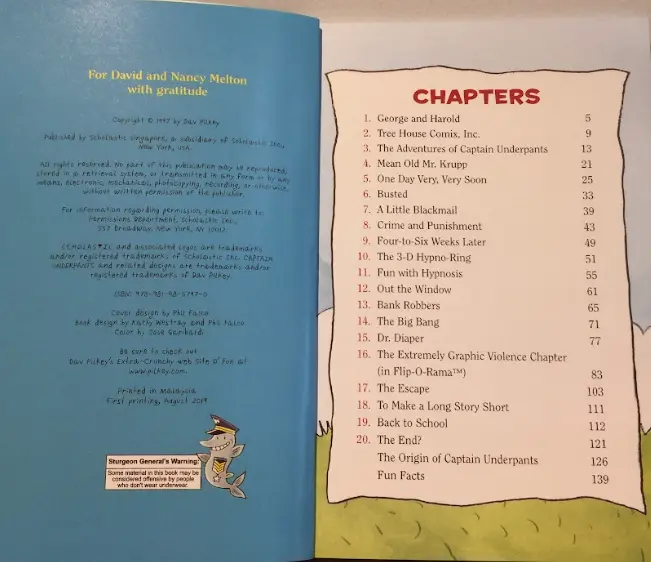 For David and Nancy Melton
with gratitude
Copyright © 1997 by Dav Pilkey
Published by Scholastic Singapore, a subsidiary of Scholastic Inc.,
New York, USA.
All rights reserved. No part of this publication may be reproduced,
stored in a retrieval system, or transmitted in any form or by any
means, electronic, mechanical, photocopying, recording, or otherwise,
without written permission of the publisher.
For information regarding permission, please write to:
Permissions Department, Scholastic Inc.,
557 Broadway, New York, NY 10012.
SCHOLASTIC and associated logos are trademarks
and/or registered trademarks of Scholastic Inc. CAPTAIN
UNDERPANTS and related designs are trademarks and/or
registered trademarks of Dav Pilkey.
ISBN: 978-981-98-5797-0
Cover design by Phil Falco
Book design by Kathy Westray and Phil Falco
Color by Jose Garibaldi
Be sure to check out
Dav Pilkey's Extra-Crunchy Web Site O' Fun at
www.pilkey.com.
Printed in Malaysia
First printing, August 2019
Sturgeon General's Warning:
Some material in this book may be
considered offensive by people
who don't wear underwear.
CHAPTERS
1. George and Harold 5
2. Tree House Comix, Inc. 9
3. The Adventures of Captain Underpants 13
4. Mean Old Mr. Krupp 21
5. One Day Very, Very Soon 25
6. Busted 33
7. A Little Blackmail 39
8. Crime and Punishment 43
9. Four-to-Six Weeks Later 49
10. The 3-D Hypno-Ring 51
11. Fun with Hypnosis 55
12. Out the Window 61
13. Bank Robbers 65
14. The Big Bang 71
15. Dr. Diaper 77
16. The Extremely Graphic Violence Chapter
(in Flip-O-Rama™) 83
17. The Escape 103
18. To Make a Long Story Short 111
19. Back to School 112
20. The End? 121
The Origin of Captain Underpants 126
Fun Facts 139